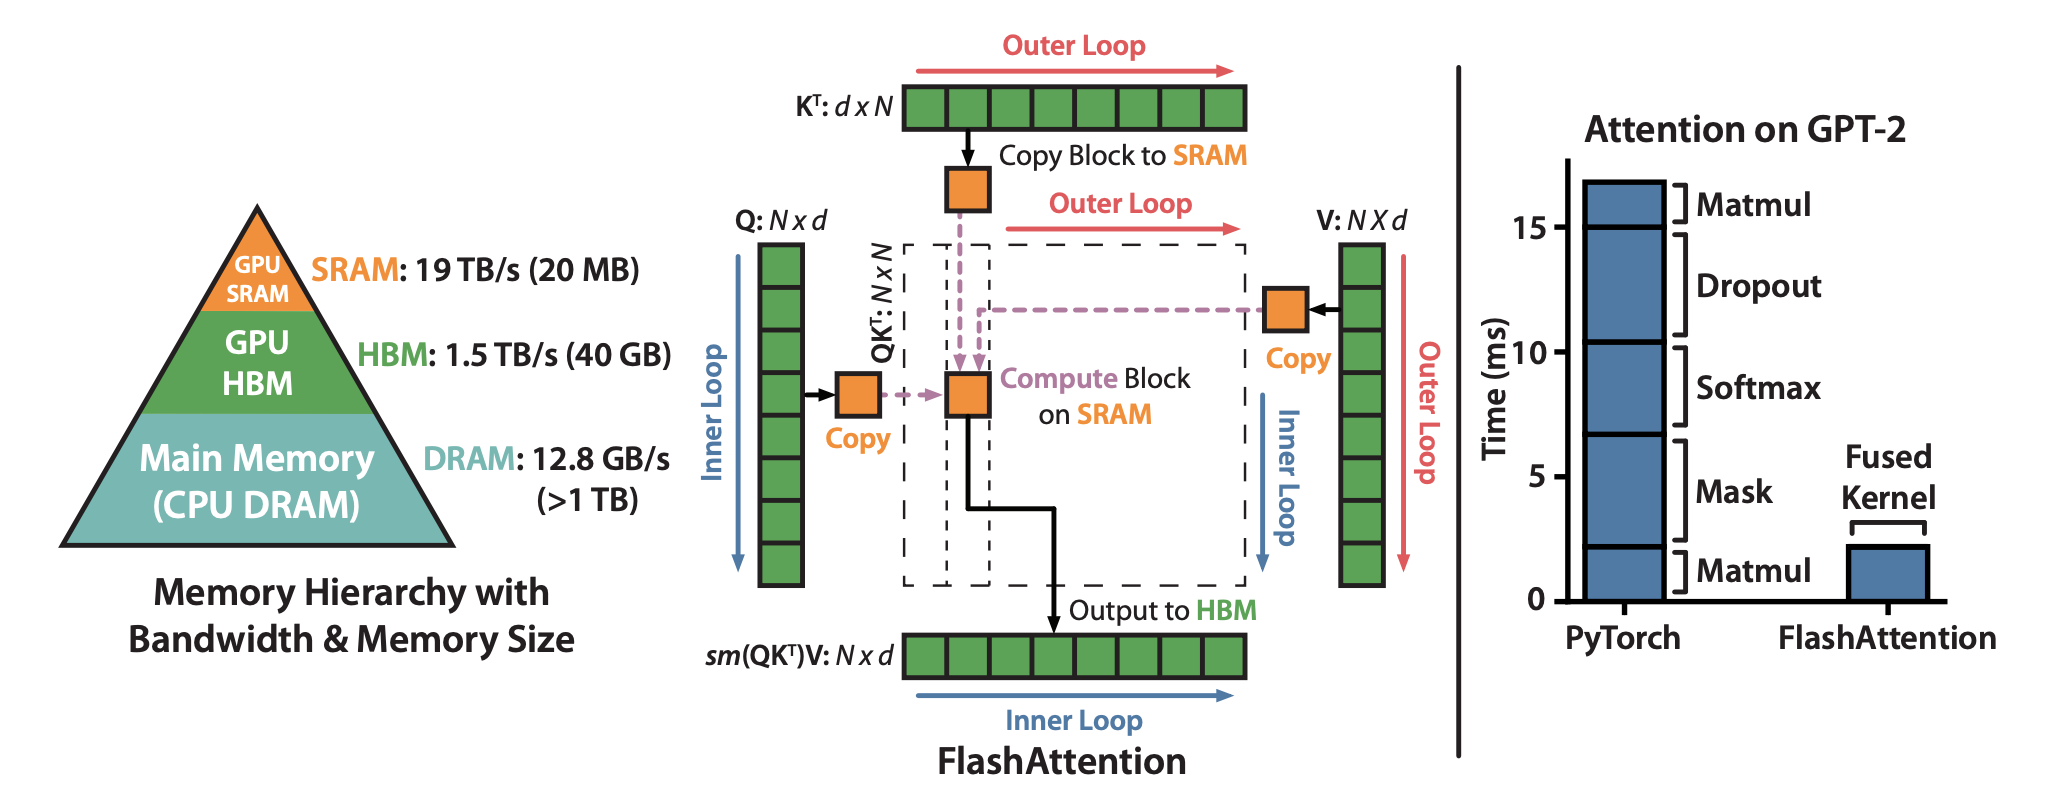 GPU
SRAM
SRAM: 19 TB/s (20 MB)
GPU
HBM
HBM: 1.5 TB/s (40 GB)
Main Memory
(CPU DRAM)
DRAM: 12.8 GB/s
(>1 TB)
Memory Hierarchy with
Bandwidth & Memory Size
Outer Loop
Kᵀ: d x N
Copy Block to SRAM
Outer Loop
Q: N x d
V: N X d
QKᵀ: N x N
Inner Loop
Copy
Compute Block
on SRAM
Copy
Inner Loop
Outer Loop
Output to HBM
sm(QKᵀ)V: N x d
Inner Loop
FlashAttention
Attention on GPT-2
Time (ms)
15
10
5
0
Matmul
Dropout
Softmax
Mask
Matmul
Fused
Kernel
PyTorch
FlashAttention